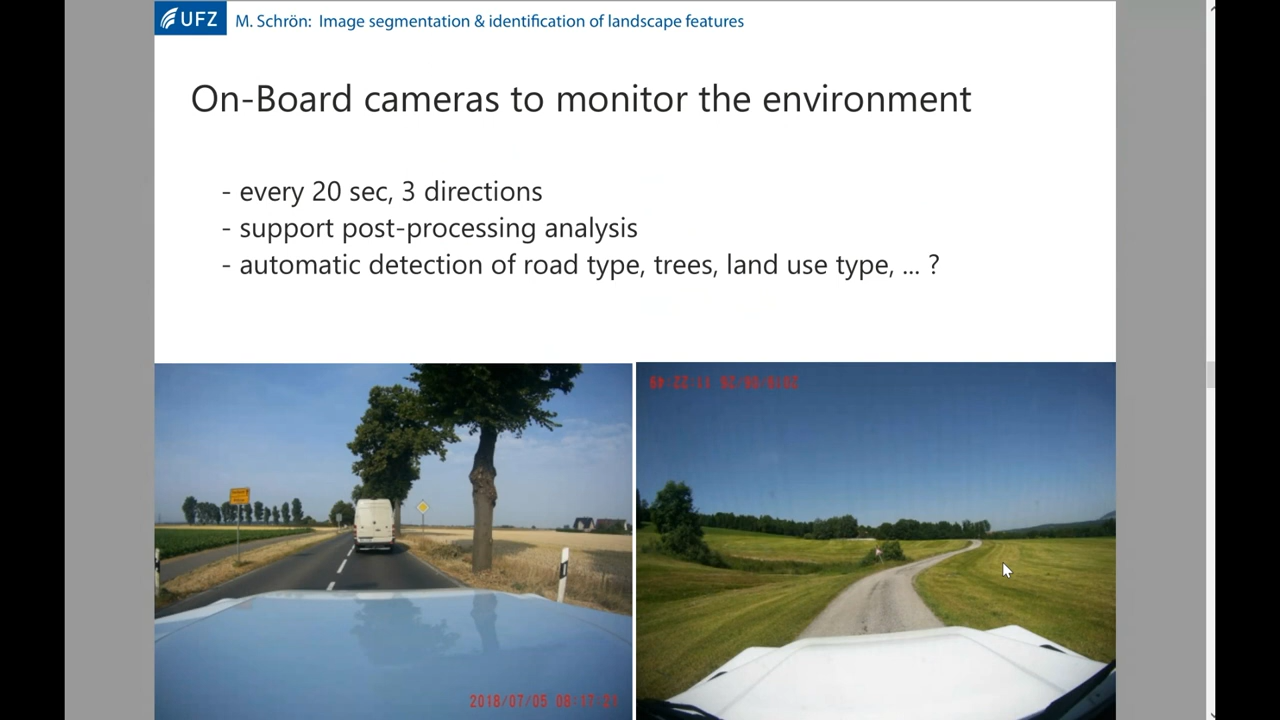 UFZ M. Schrön: Image segmentation & identification of landscape features
On-Board cameras to monitor the environment
- every 20 sec, 3 directions
- support post-processing analysis
- automatic detection of road type, trees, land use type, ... ?
2018/07/05 08:17:21